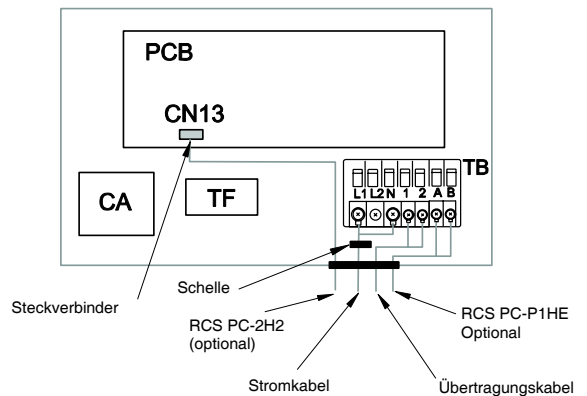 PCB
CN13
TB
L1 L2 N 1 2 A B
CA
TF
Schelle
Steckverbinder
RCS PC-2H2
(optional)
RCS PC-P1HE
Optional
Stromkabel
Übertragungskabel